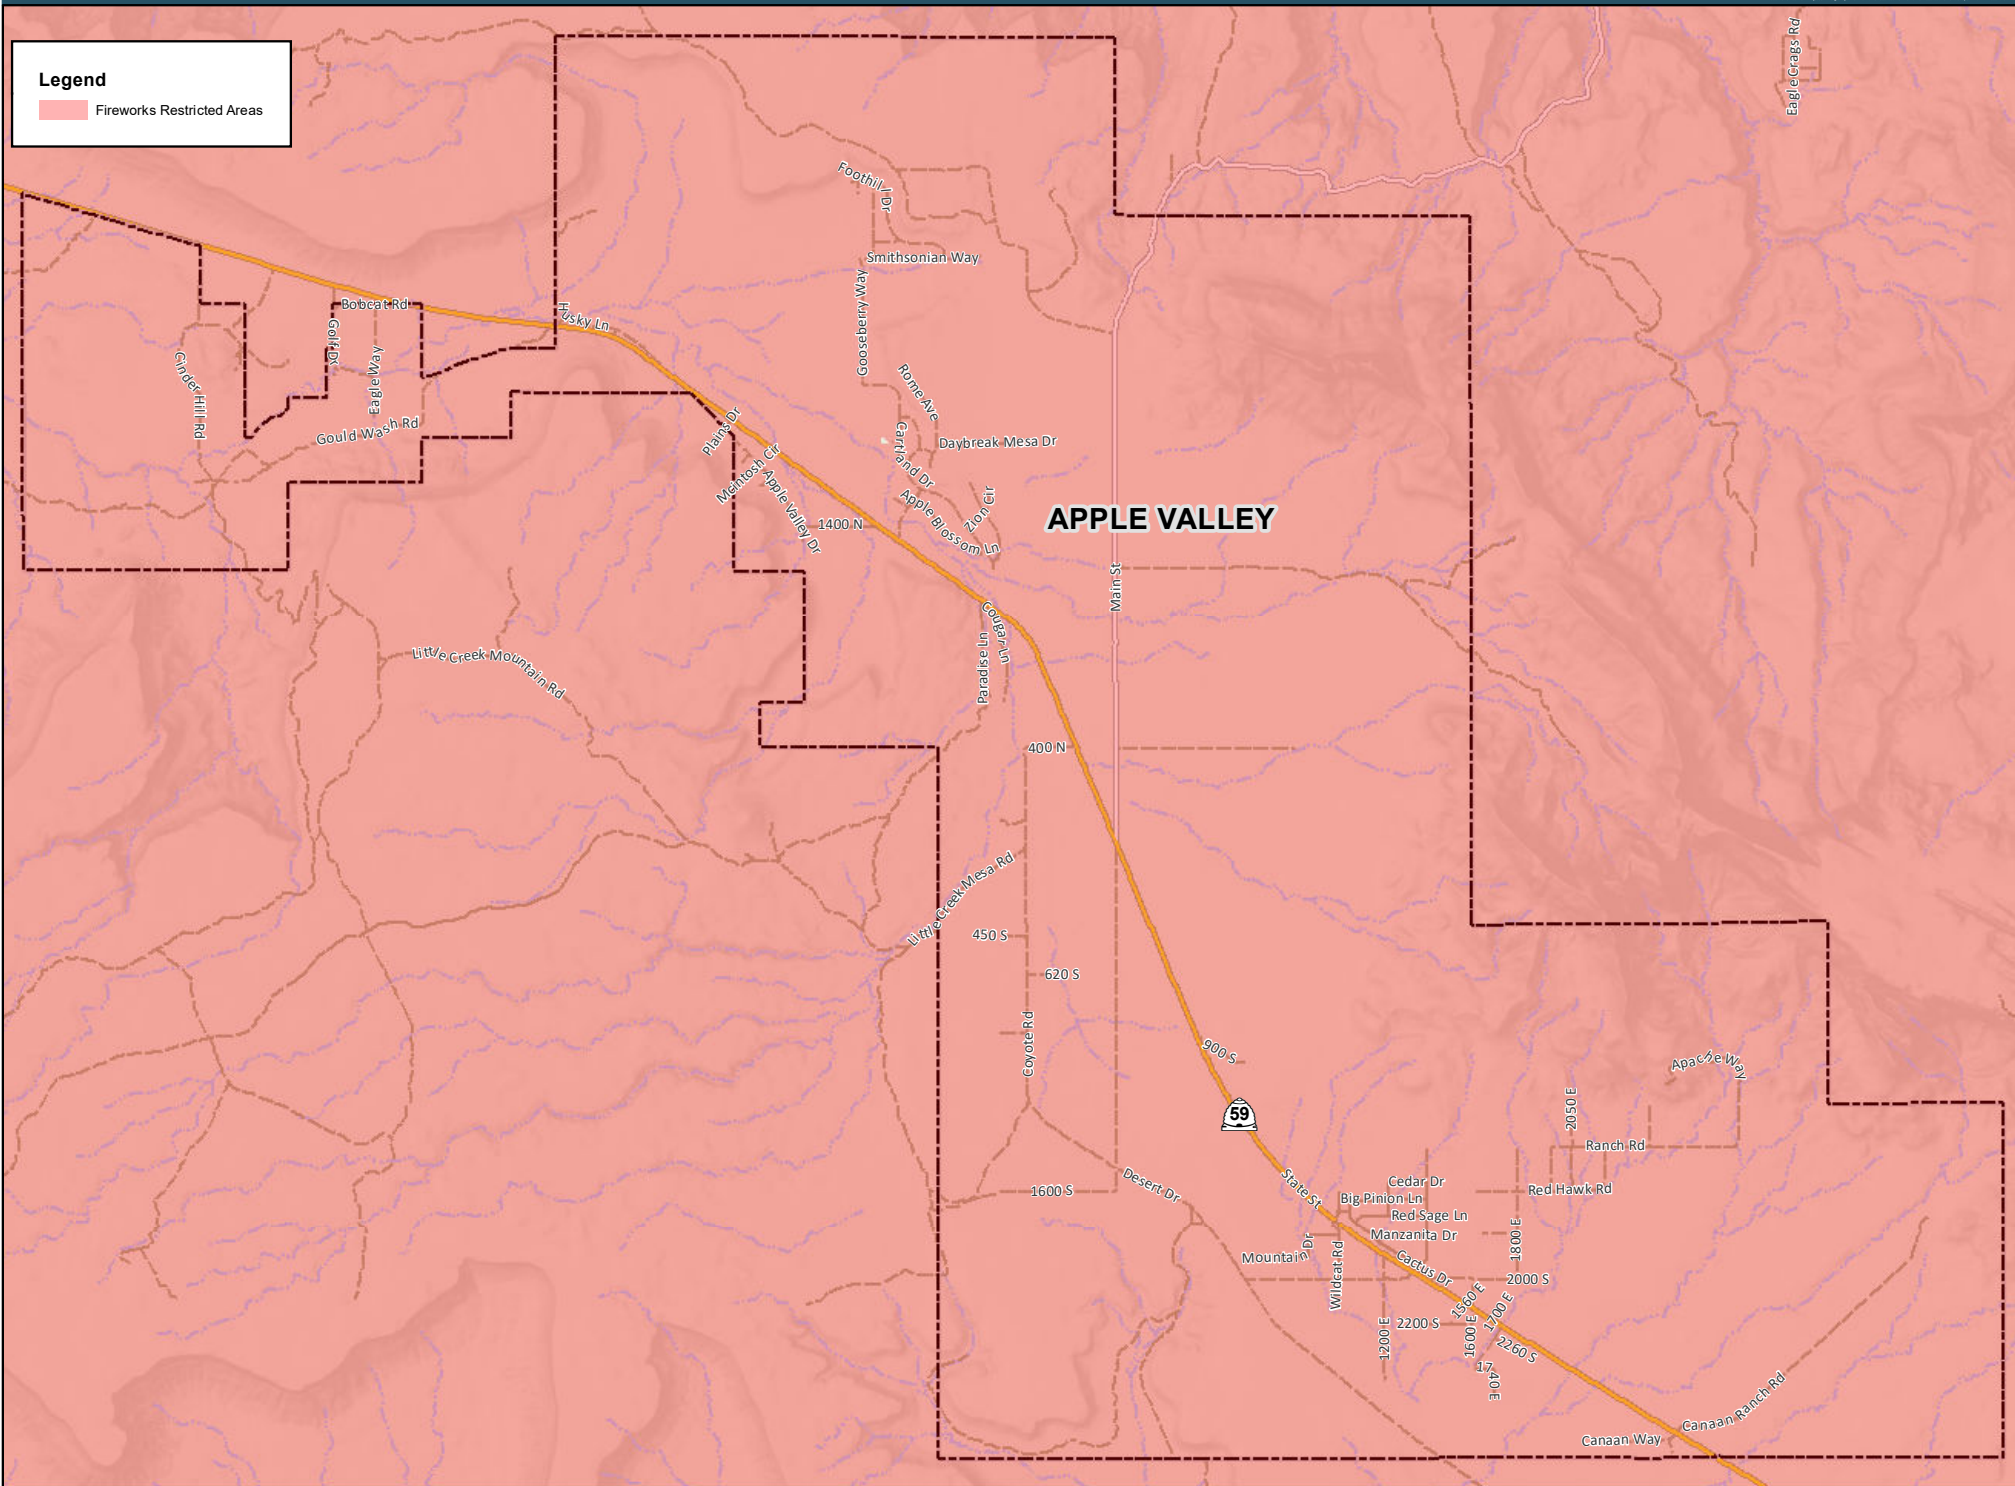 Legend
Fireworks Restricted Areas
Eagle Crags Rd
Foothill Dr
Smithsonian Way
Gooseberry Way
Husky Ln
Bobcat Rd
Golf Dr
Eagle Way
Cinder Hill Rd
Gould Wash Rd
Rome Ave
Plains Dr
Daybreak Mesa Dr
Cartland Dr
McIntosh Cir
Apple Valley Dr
Apple Blossom Ln
Zion Cir
APPLE VALLEY
1400 N
Main St
Cougar Ln
Paradise Ln
Little Creek Mountain Rd
400 N
Little Creek Mesa Rd
450 S
620 S
Coyote Rd
900 S
Apache Way
59
2050 E
Ranch Rd
Desert Dr
1600 S
State St
Cedar Dr
Big Pinion Ln
Red Hawk Rd
Red Sage Ln
Manzanita Dr
1800 E
Mountain Dr
Wildcat Rd
Cactus Dr
2000 S
1560 E
1700 E
1200 E
2200 S
1600 E
2260 S
1740 E
Canaan Ranch Rd
Canaan Way